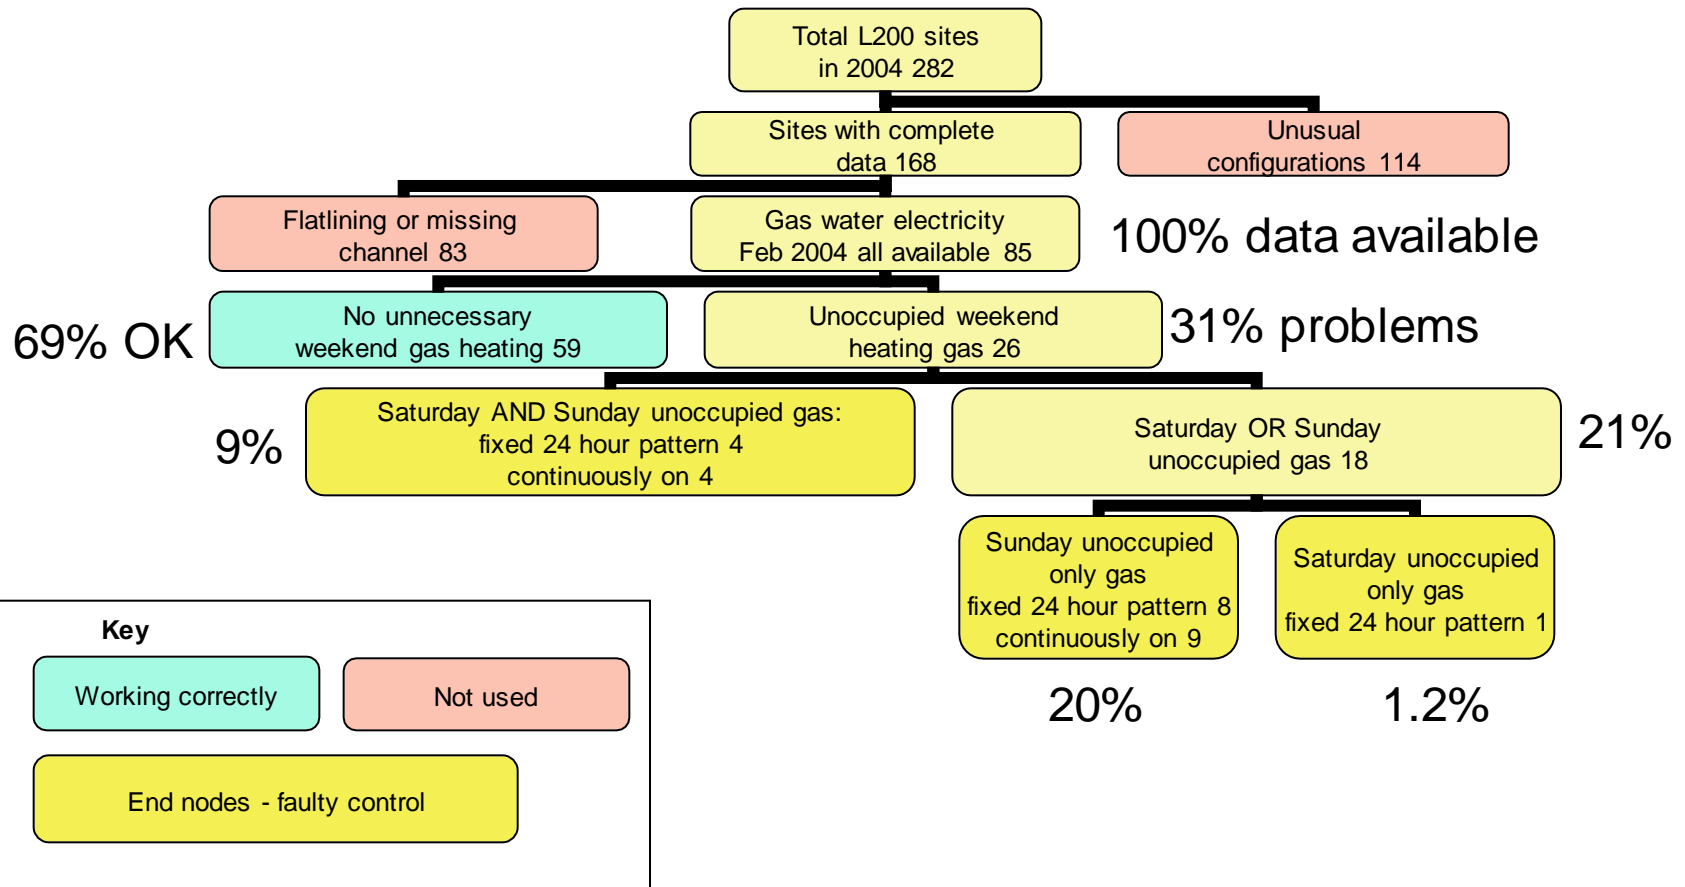 Total L200 sites
in 2004 282
Sites with complete
data 168
Unusual
configurations 114
Flatlining or missing
channel 83
Gas water electricity
Feb 2004 all available 85
100% data available
69% OK
No unnecessary
weekend gas heating 59
Unoccupied weekend
heating gas 26
31% problems
9%
Saturday AND Sunday unoccupied gas:
fixed 24 hour pattern 4
continuously on 4
Saturday OR Sunday
unoccupied gas 18
21%
Sunday unoccupied
only gas
fixed 24 hour pattern 8
continuously on 9
Saturday unoccupied
only gas
fixed 24 hour pattern 1
20%
1.2%
Key
Working correctly
Not used
End nodes - faulty control